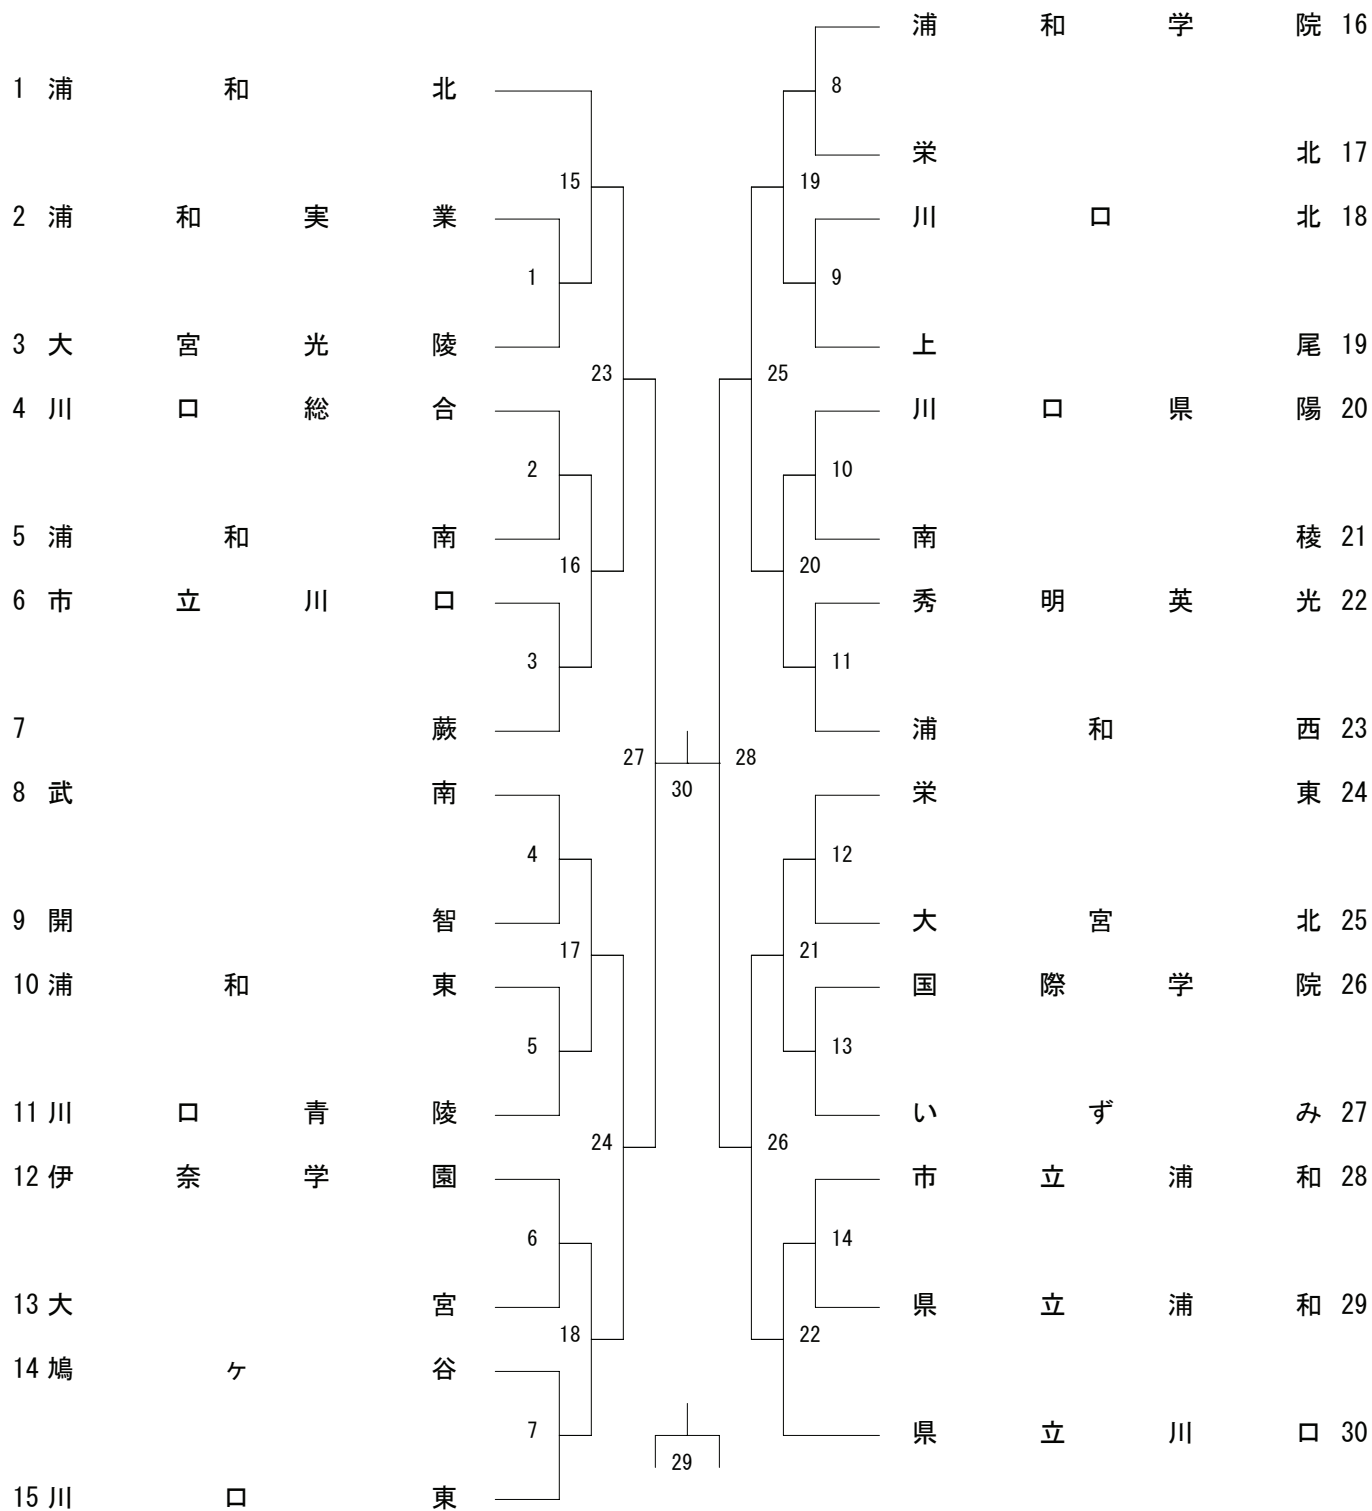 浦和学院 16
1 浦和北
8
栄北 17
15
19
2 浦和実業
川口北 18
1
9
3 大宮光陵
上尾 19
23
25
4 川口総合
川口県陽 20
2
10
5 浦和南
南稜 21
16
20
6 市立川口
秀明英光 22
3
11
7 蕨
浦和西 23
27
28
30
8 武南
栄東 24
4
12
9 開智
大宮北 25
17
21
10 浦和東
国際学院 26
5
13
11 川口青陵
いずみ 27
24
26
12 伊奈学園
市立浦和 28
6
14
13 大宮
県立浦和 29
18
22
14 鳩ヶ谷
7
県立川口 30
29
15 川口東